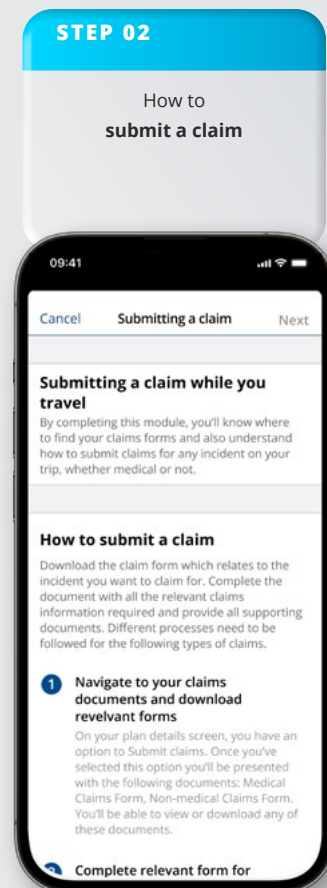 STEP 02
How to
submit a claim
09:41
Cancel Submitting a claim Next
Submitting a claim while you
travel
By completing this module, you'll know where
to find your claims forms and also understand
how to submit claims for any incident on your
trip, whether medical or not.
How to submit a claim
Download the claim form which relates to the
incident you want to claim for. Complete the
document with all the relevant claims
information required and provide all supporting
documents. Different processes need to be
followed for the following types of claims.
1 Navigate to your claims
documents and download
revelvant forms
On your plan details screen, you have an
option to Submit claims. Once you've
selected this option you'll be presented
with the following documents: Medical
Claims Form, Non-medical Claims Form.
You'll be able to view or download any of
these documents.
Complete relevant form for